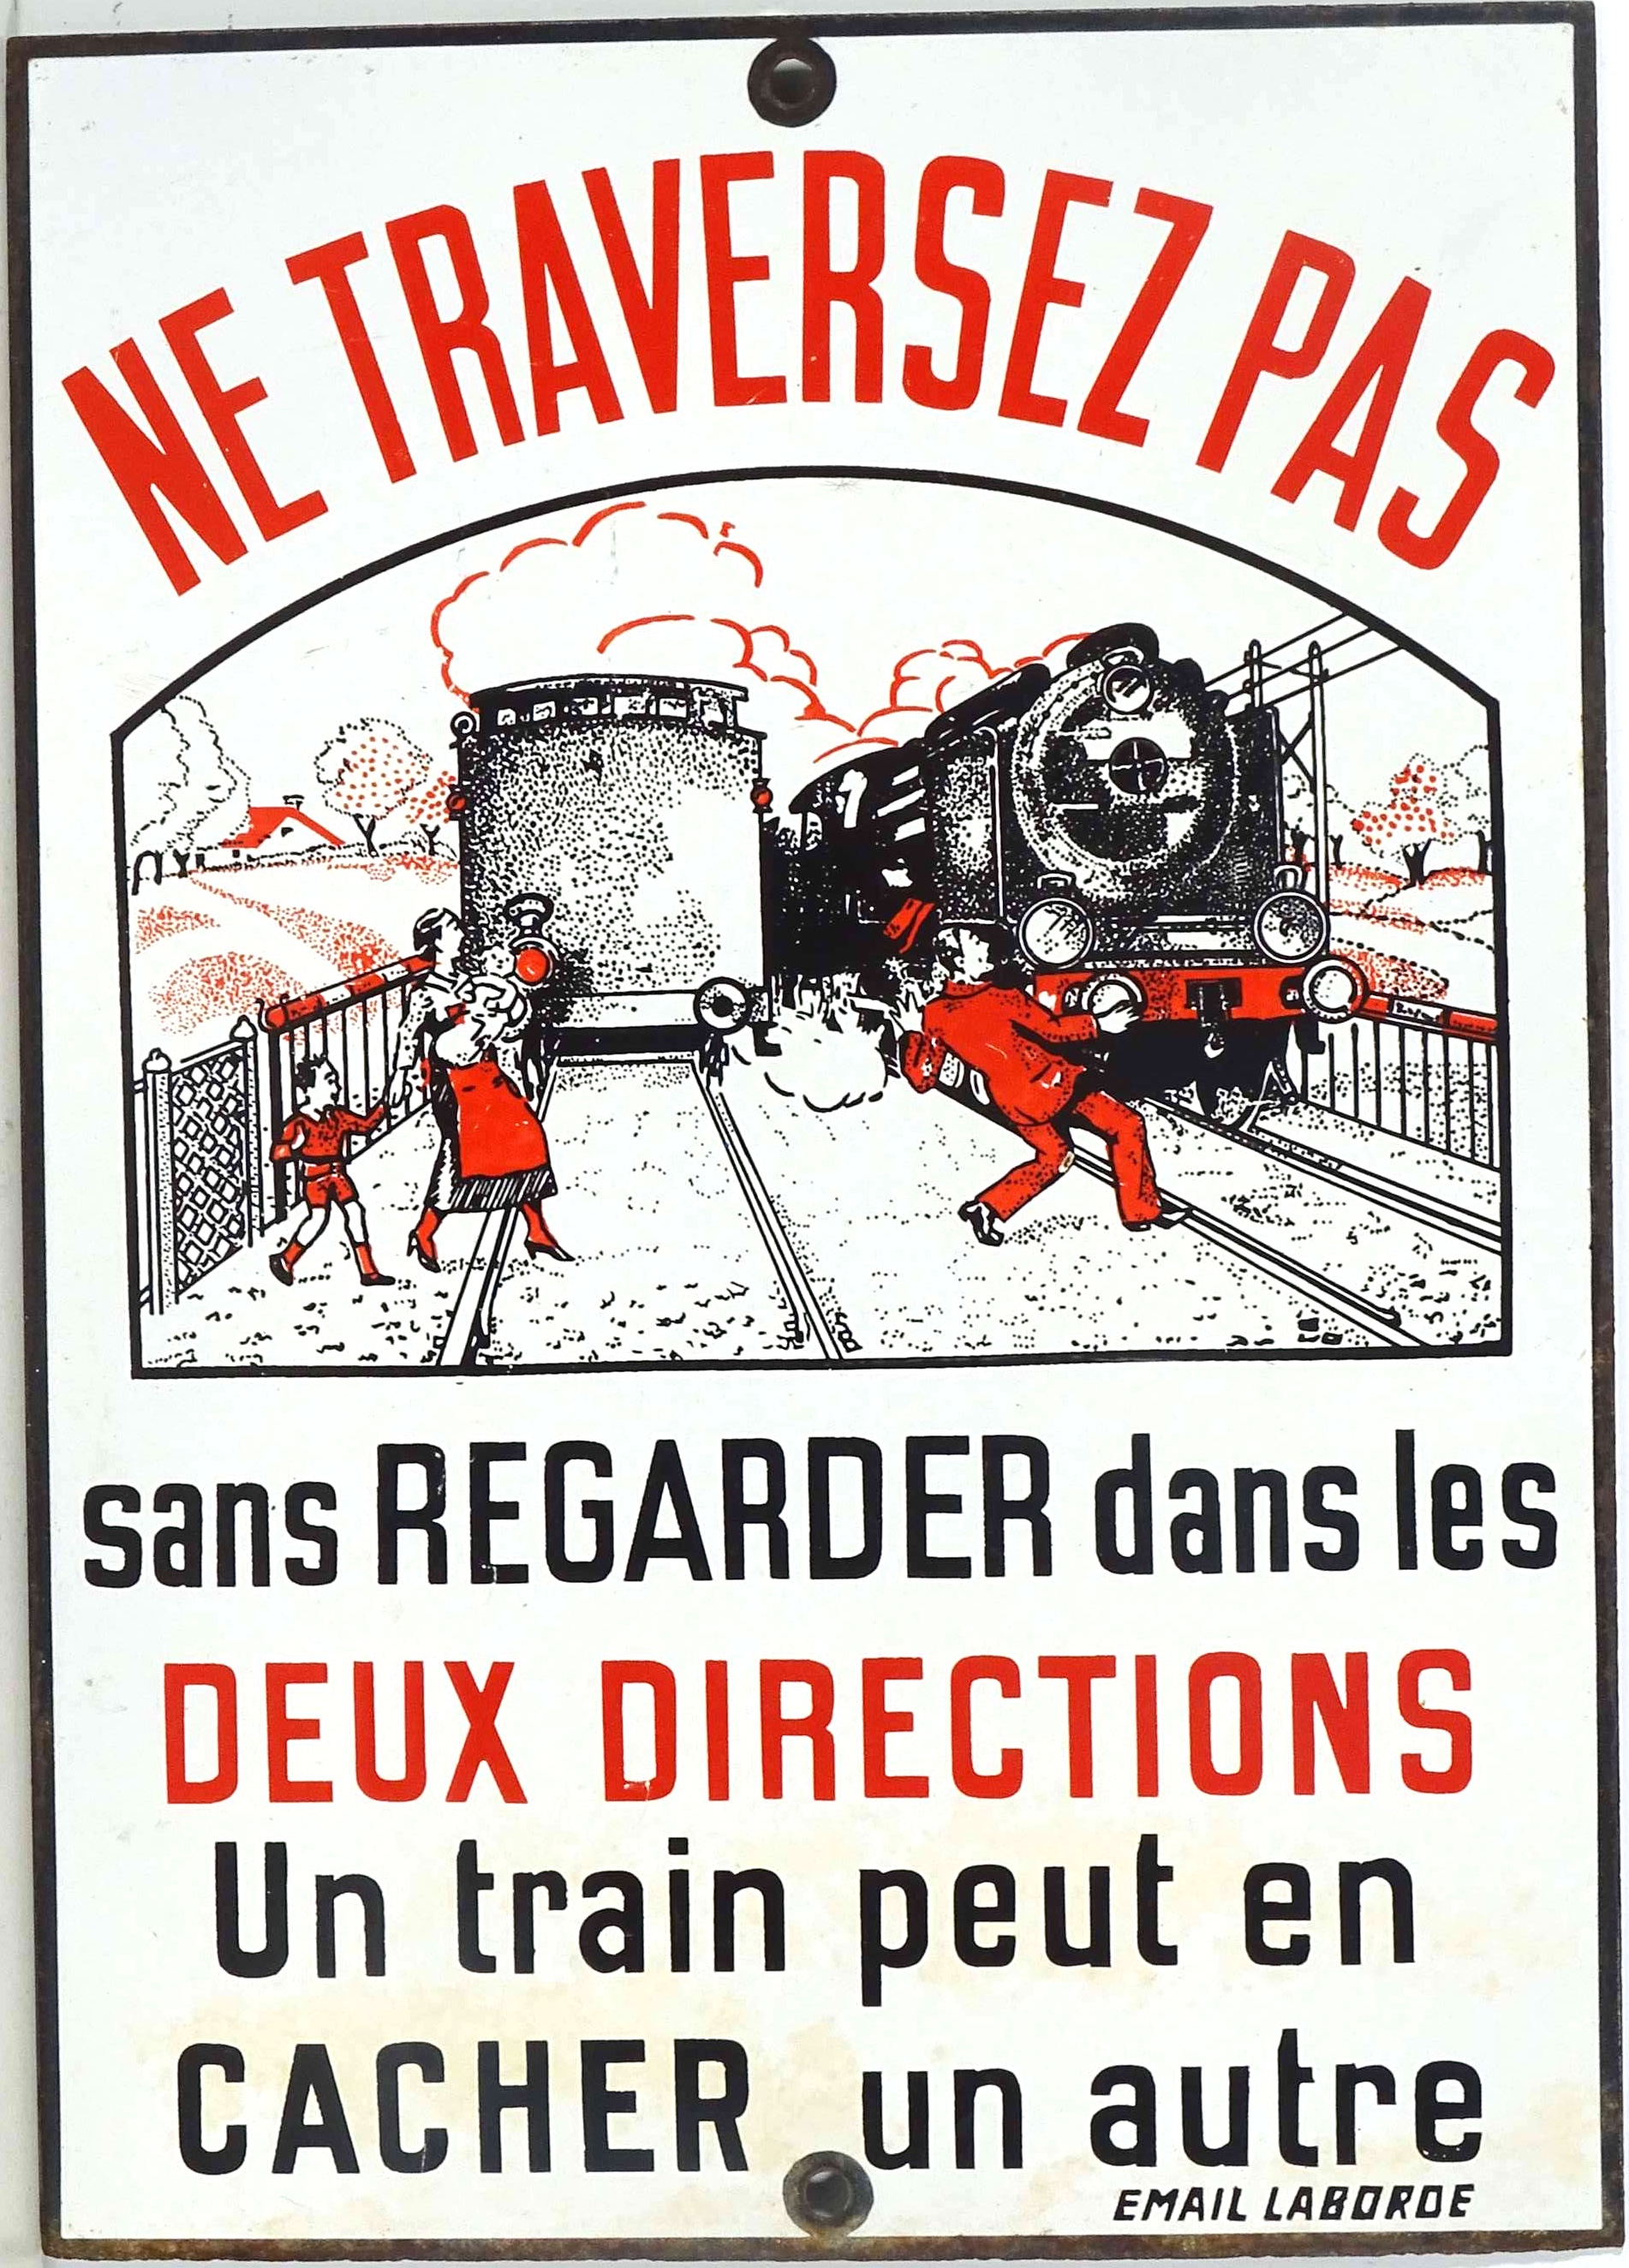 NE TRAVERSEZ PAS
sans REGARDER dans les
DEUX DIRECTIONS
Un train peut en
CACHER un autre
EMAIL LABORDE